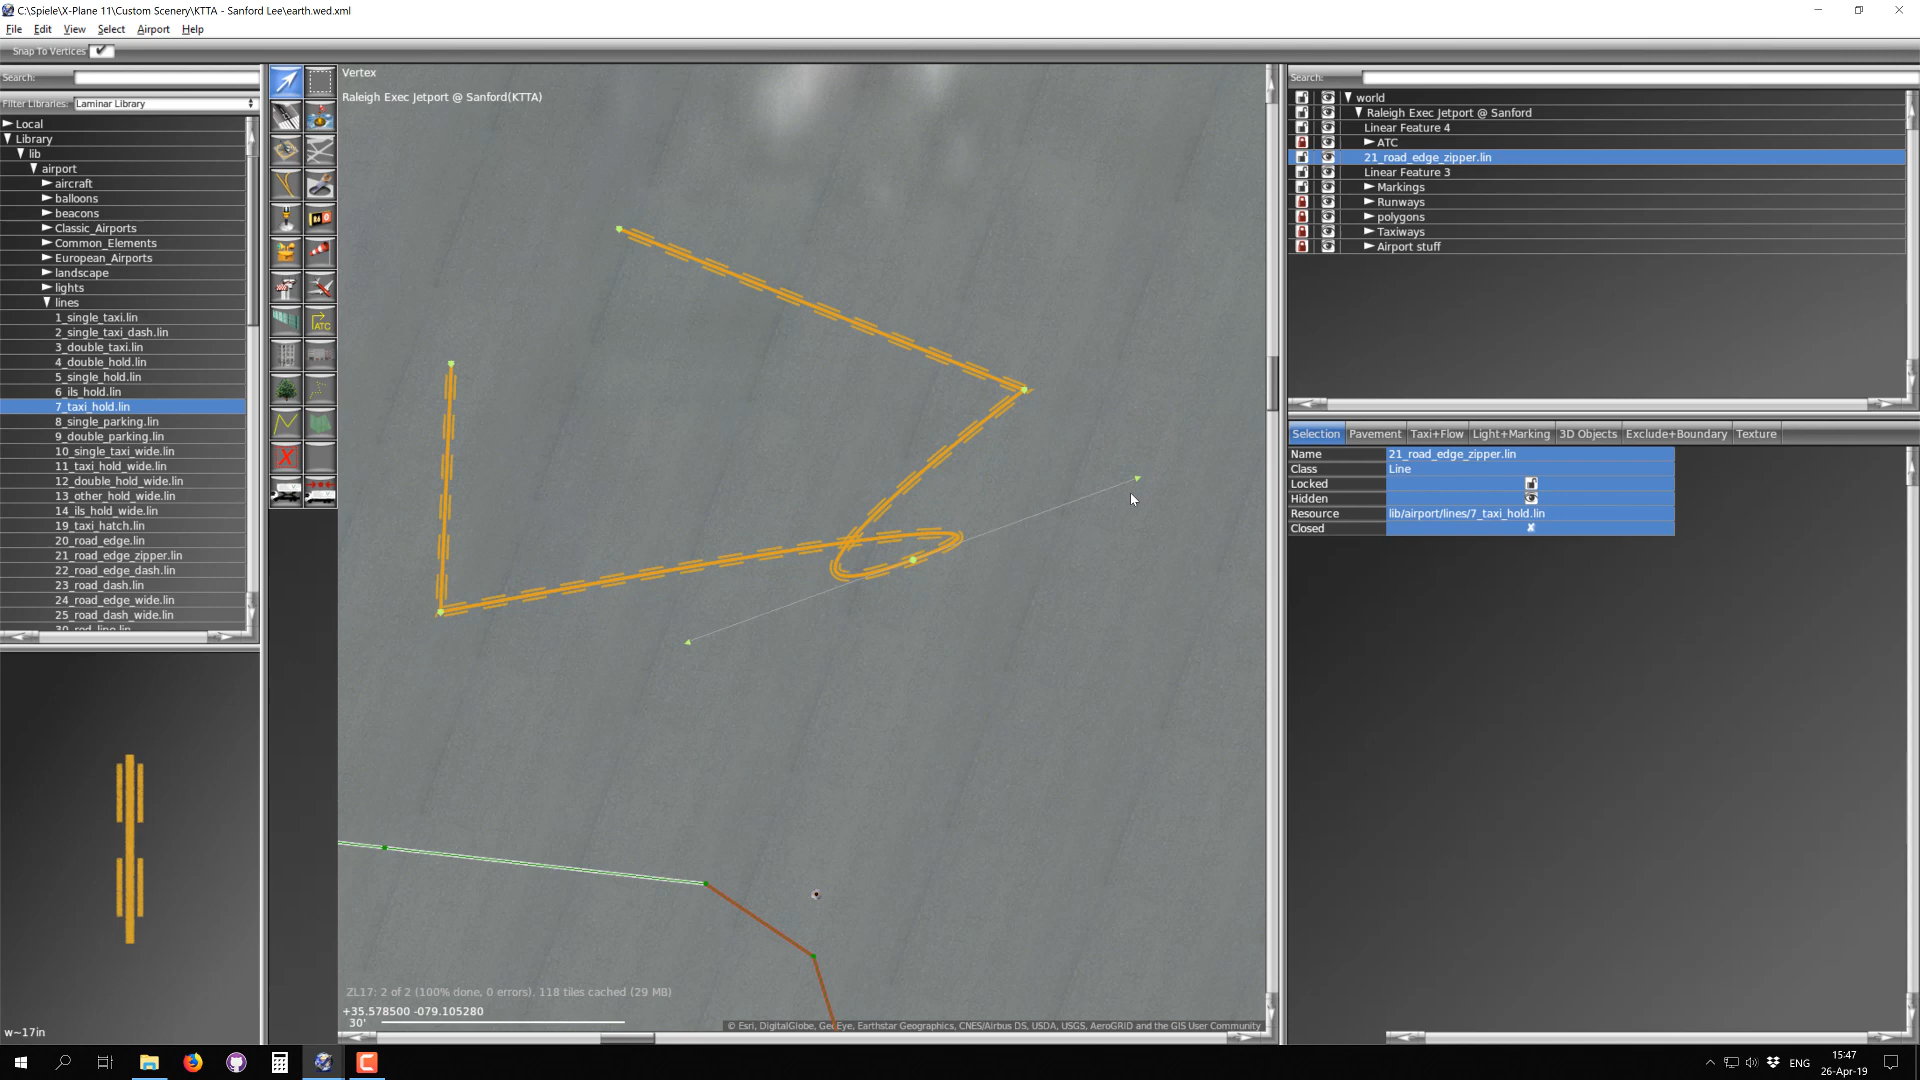 C:\Spiele\X-Plane 11\Custom Scenery\KTTA - Sanford Lee\earth.wed.xml
File Edit View Select Airport Help
Snap To Vertices
Search:
Filter Libraries: Laminar Library
Local
Library
lib
airport
aircraft
balloons
beacons
Classic_Airports
Common_Elements
European_Airports
landscape
lights
lines
1_single_taxi.lin
2_single_taxi_dash.lin
3_double_taxi.lin
4_double_hold.lin
5_single_hold.lin
6_ils_hold.lin
7_taxi_hold.lin
8_single_parking.lin
9_double_parking.lin
10_single_taxi_wide.lin
11_taxi_hold_wide.lin
12_double_hold_wide.lin
13_other_hold_wide.lin
14_ils_hold_wide.lin
19_taxi_hatch.lin
20_road_edge.lin
21_road_edge_zipper.lin
22_road_edge_dash.lin
23_road_dash.lin
24_road_edge_wide.lin
25_road_dash_wide.lin
30_red_line.lin
w~17in
ATC
Vertex
Raleigh Exec Jetport @ Sanford(KTTA)
ZL17: 2 of 2 (100% done, 0 errors). 118 tiles cached (29 MB)
+35.578500 -079.105280
30'
© Esri, DigitalGlobe, GeoEye, Earthstar Geographics, CNES/Airbus DS, USDA, USGS, AeroGRID and the GIS User Community
Search:
world
Raleigh Exec Jetport @ Sanford
Linear Feature 4
ATC
21_road_edge_zipper.lin
Linear Feature 3
Markings
Runways
polygons
Taxiways
Airport stuff
Selection Pavement Taxi+Flow Light+Marking 3D Objects Exclude+Boundary Texture
Name 21_road_edge_zipper.lin
Class Line
Locked
Hidden
Resource lib/airport/lines/7_taxi_hold.lin
Closed
ENG
15:47
26-Apr-19